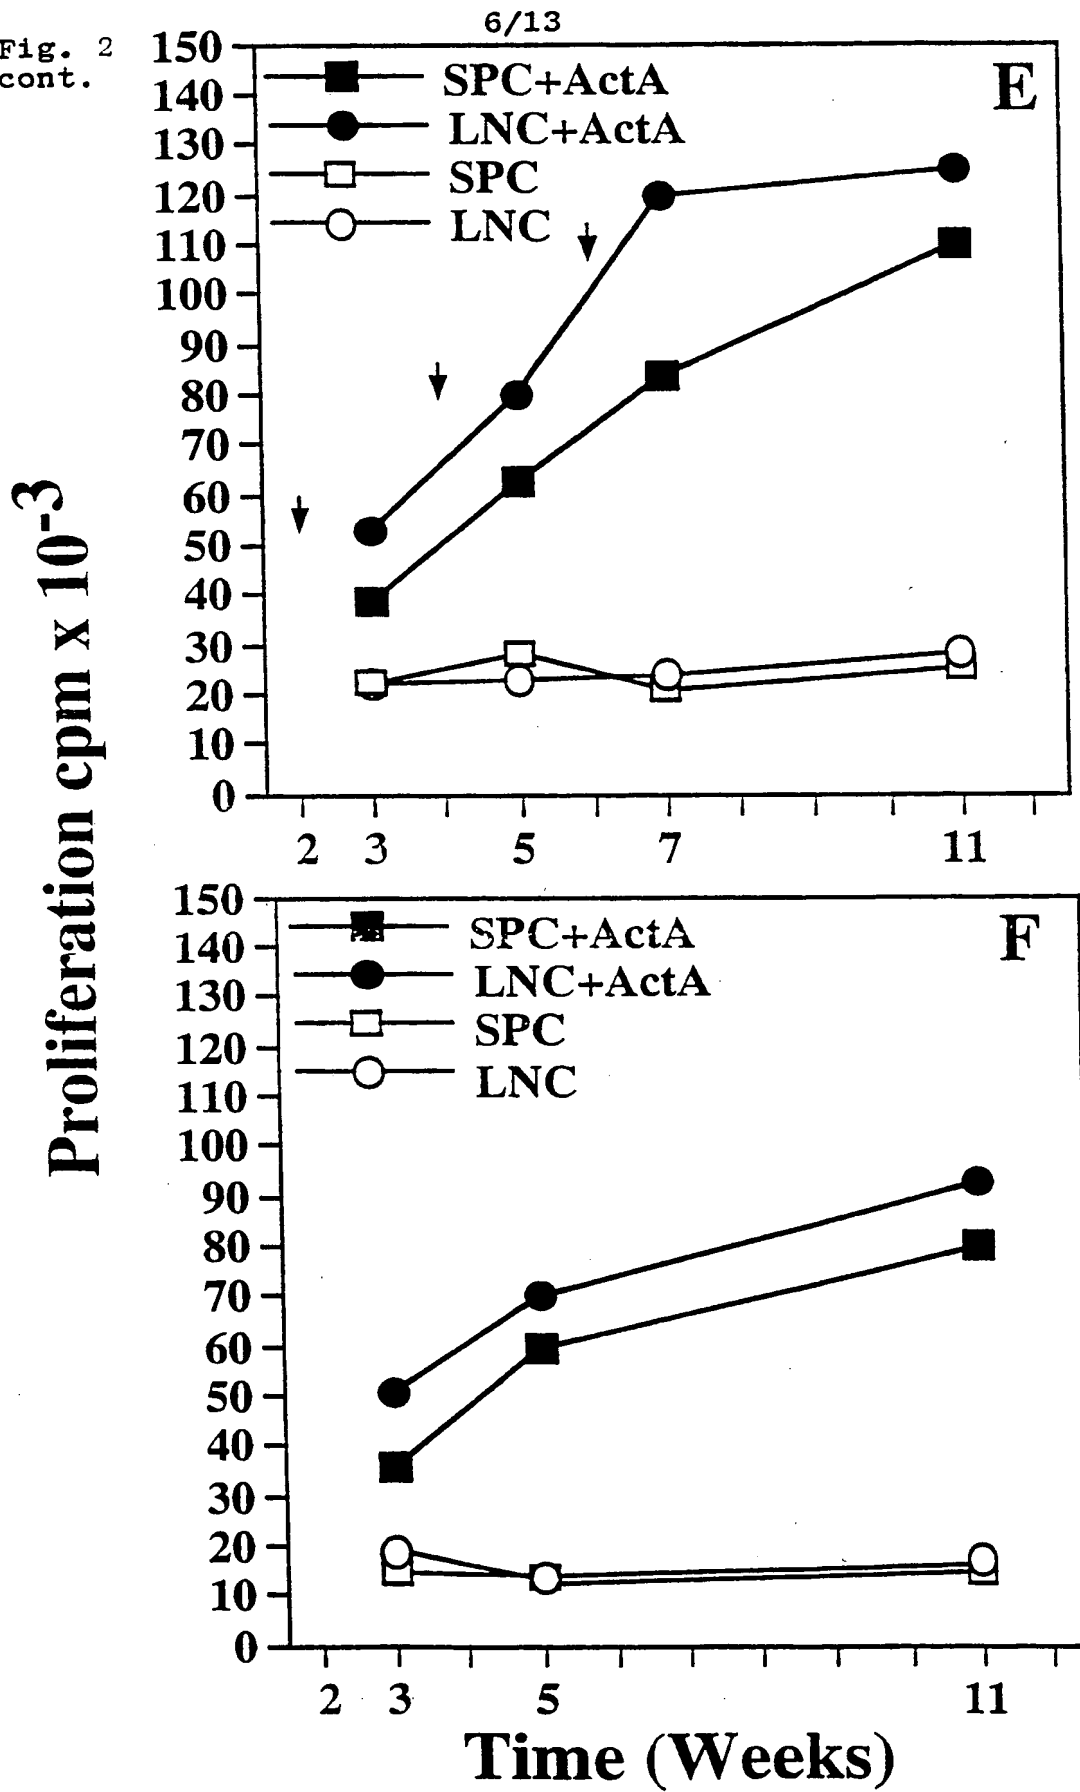 6/13
Fig. 2
cont.
E
SPC+ActA
LNC+ActA
SPC
LNC
150
140
130
120
110
100
90
80
70
60
50
40
30
20
10
0
2 3 5 7 11
Proliferation cpm x 10-3
F
SPC+ActA
LNC+ActA
SPC
LNC
150
140
130
120
110
100
90
80
70
60
50
40
30
20
10
0
2 3 5 11
Time (Weeks)